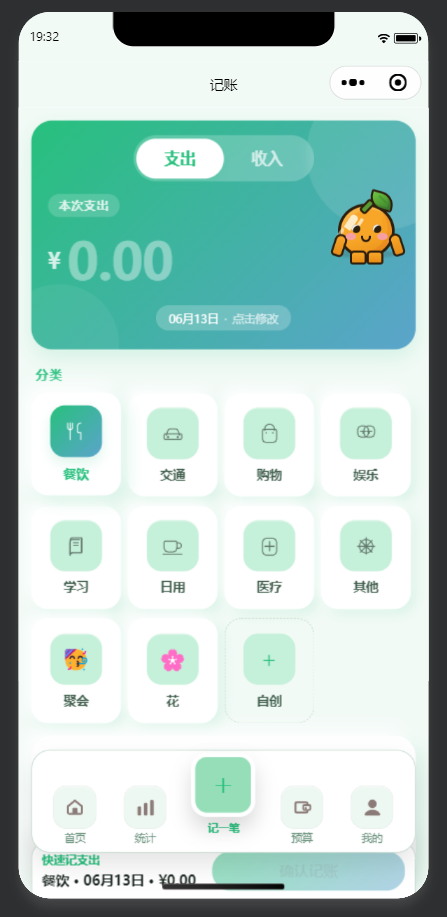 19:32
记账
支出 收入
本次支出
¥ 0.00
06月13日 · 点击修改
分类
餐饮 交通 购物 娱乐
学习 日用 医疗 其他
聚会 花 自创
记一笔
首页 统计 预算 我的
快速记支出
餐饮 • 06月13日 • ¥0.00
确认记账